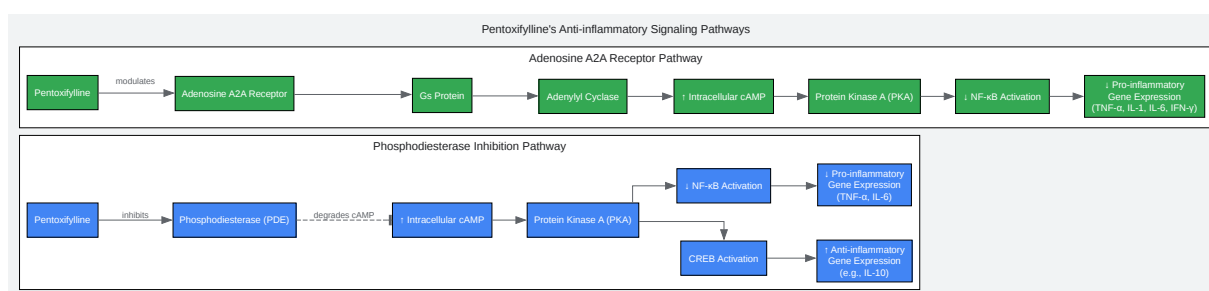 Pentoxifylline's Anti-inflammatory Signaling Pathways
Adenosine A2A Receptor Pathway
Pentoxifylline
modulates
Adenosine A2A Receptor
Gs Protein
Adenylyl Cyclase
↑ Intracellular cAMP
Protein Kinase A (PKA)
↓ NF-κB Activation
↓ Pro-inflammatory
Gene Expression
(TNF-α, IL-1, IL-6, IFN-γ)
Phosphodiesterase Inhibition Pathway
Pentoxifylline
inhibits
Phosphodiesterase (PDE)
degrades cAMP
↑ Intracellular cAMP
Protein Kinase A (PKA)
↓ NF-κB Activation
↓ Pro-inflammatory
Gene Expression
(TNF-α, IL-6)
CREB Activation
↑ Anti-inflammatory
Gene Expression
(e.g., IL-10)